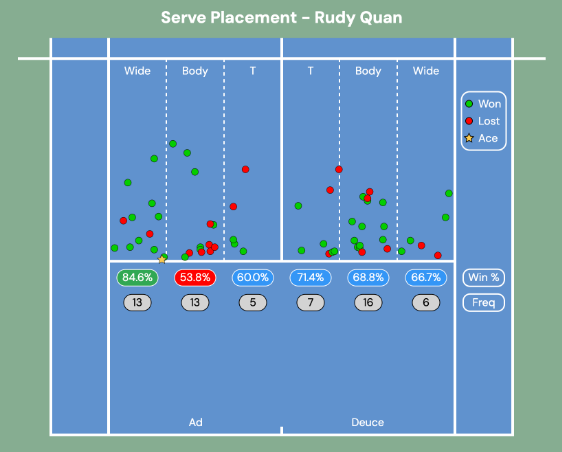 Serve Placement - Rudy Quan
Wide Body T T Body Wide
Won
Lost
Ace
84.6% 53.8% 60.0% 71.4% 68.8% 66.7% Win %
13 13 5 7 16 6 Freq
Ad Deuce